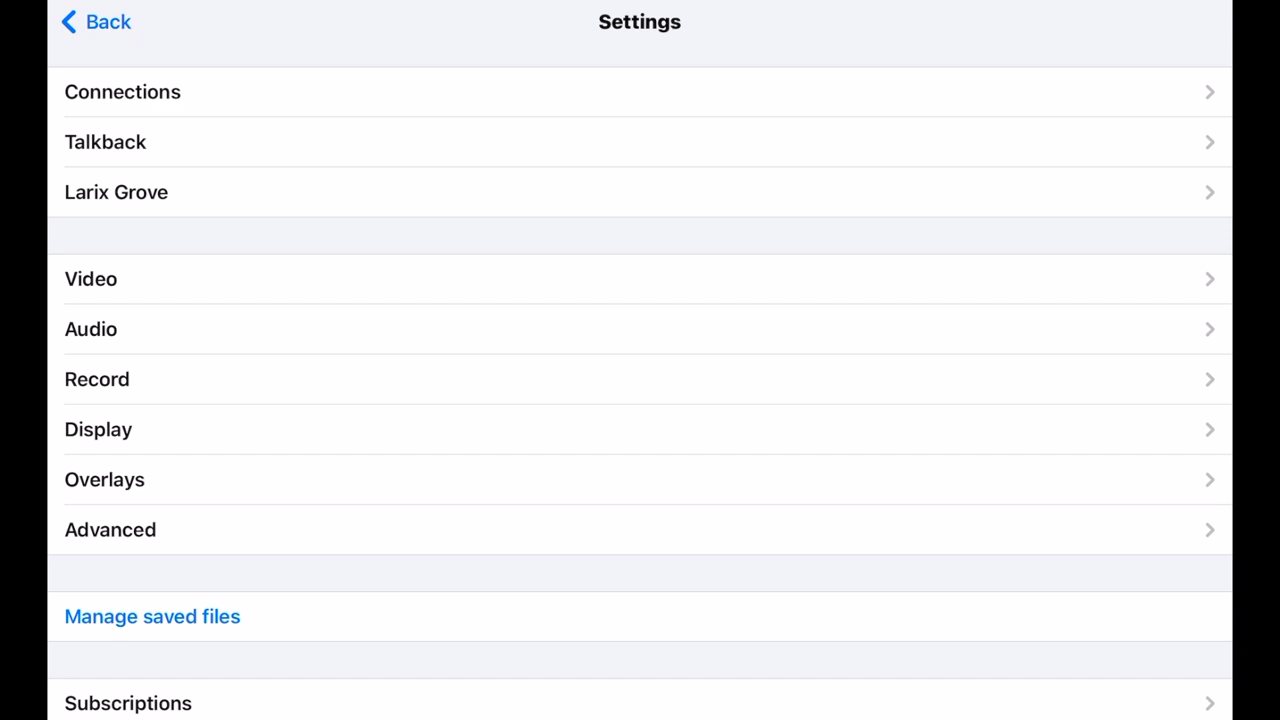 Back
Settings
Connections
Talkback
Larix Grove
Video
Audio
Record
Display
Overlays
Advanced
Manage saved files
Subscriptions